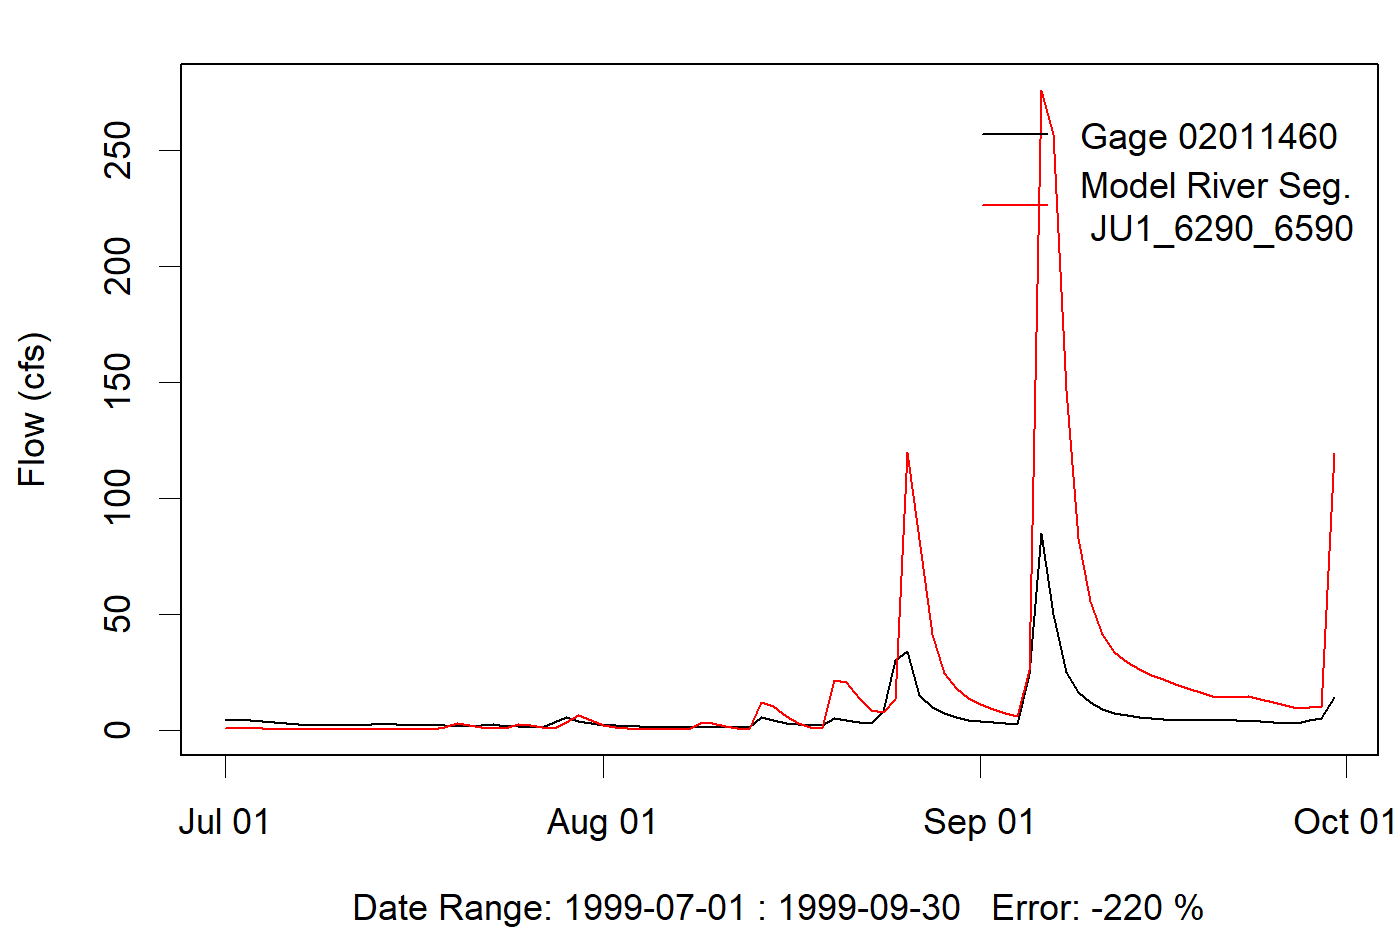 Flow (cfs)
250
200
150
100
50
0
Gage 02011460
Model River Seg.
JU1_6290_6590
Jul 01
Aug 01
Sep 01
Oct 01
Date Range: 1999-07-01 : 1999-09-30 Error: -220 %